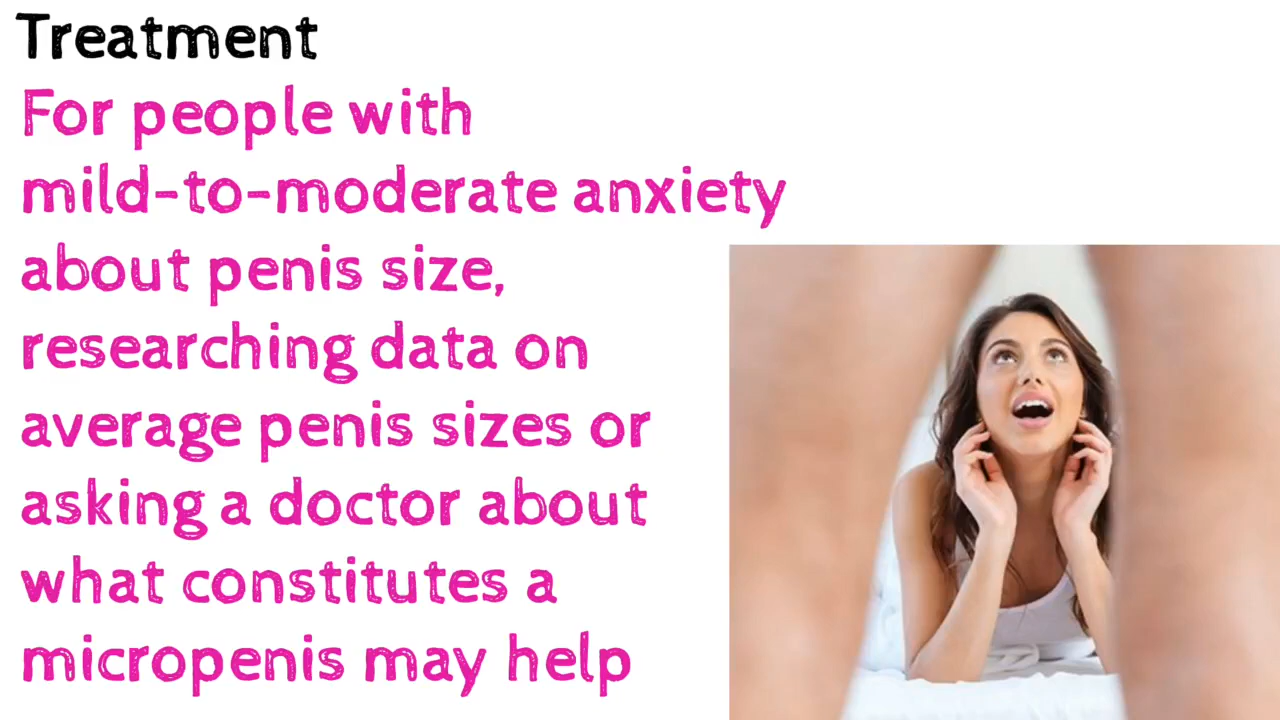 Treatment
For people with
mild-to-moderate anxiety
about penis size,
researching data on
average penis sizes or
asking a doctor about
what constitutes a
micropenis may help